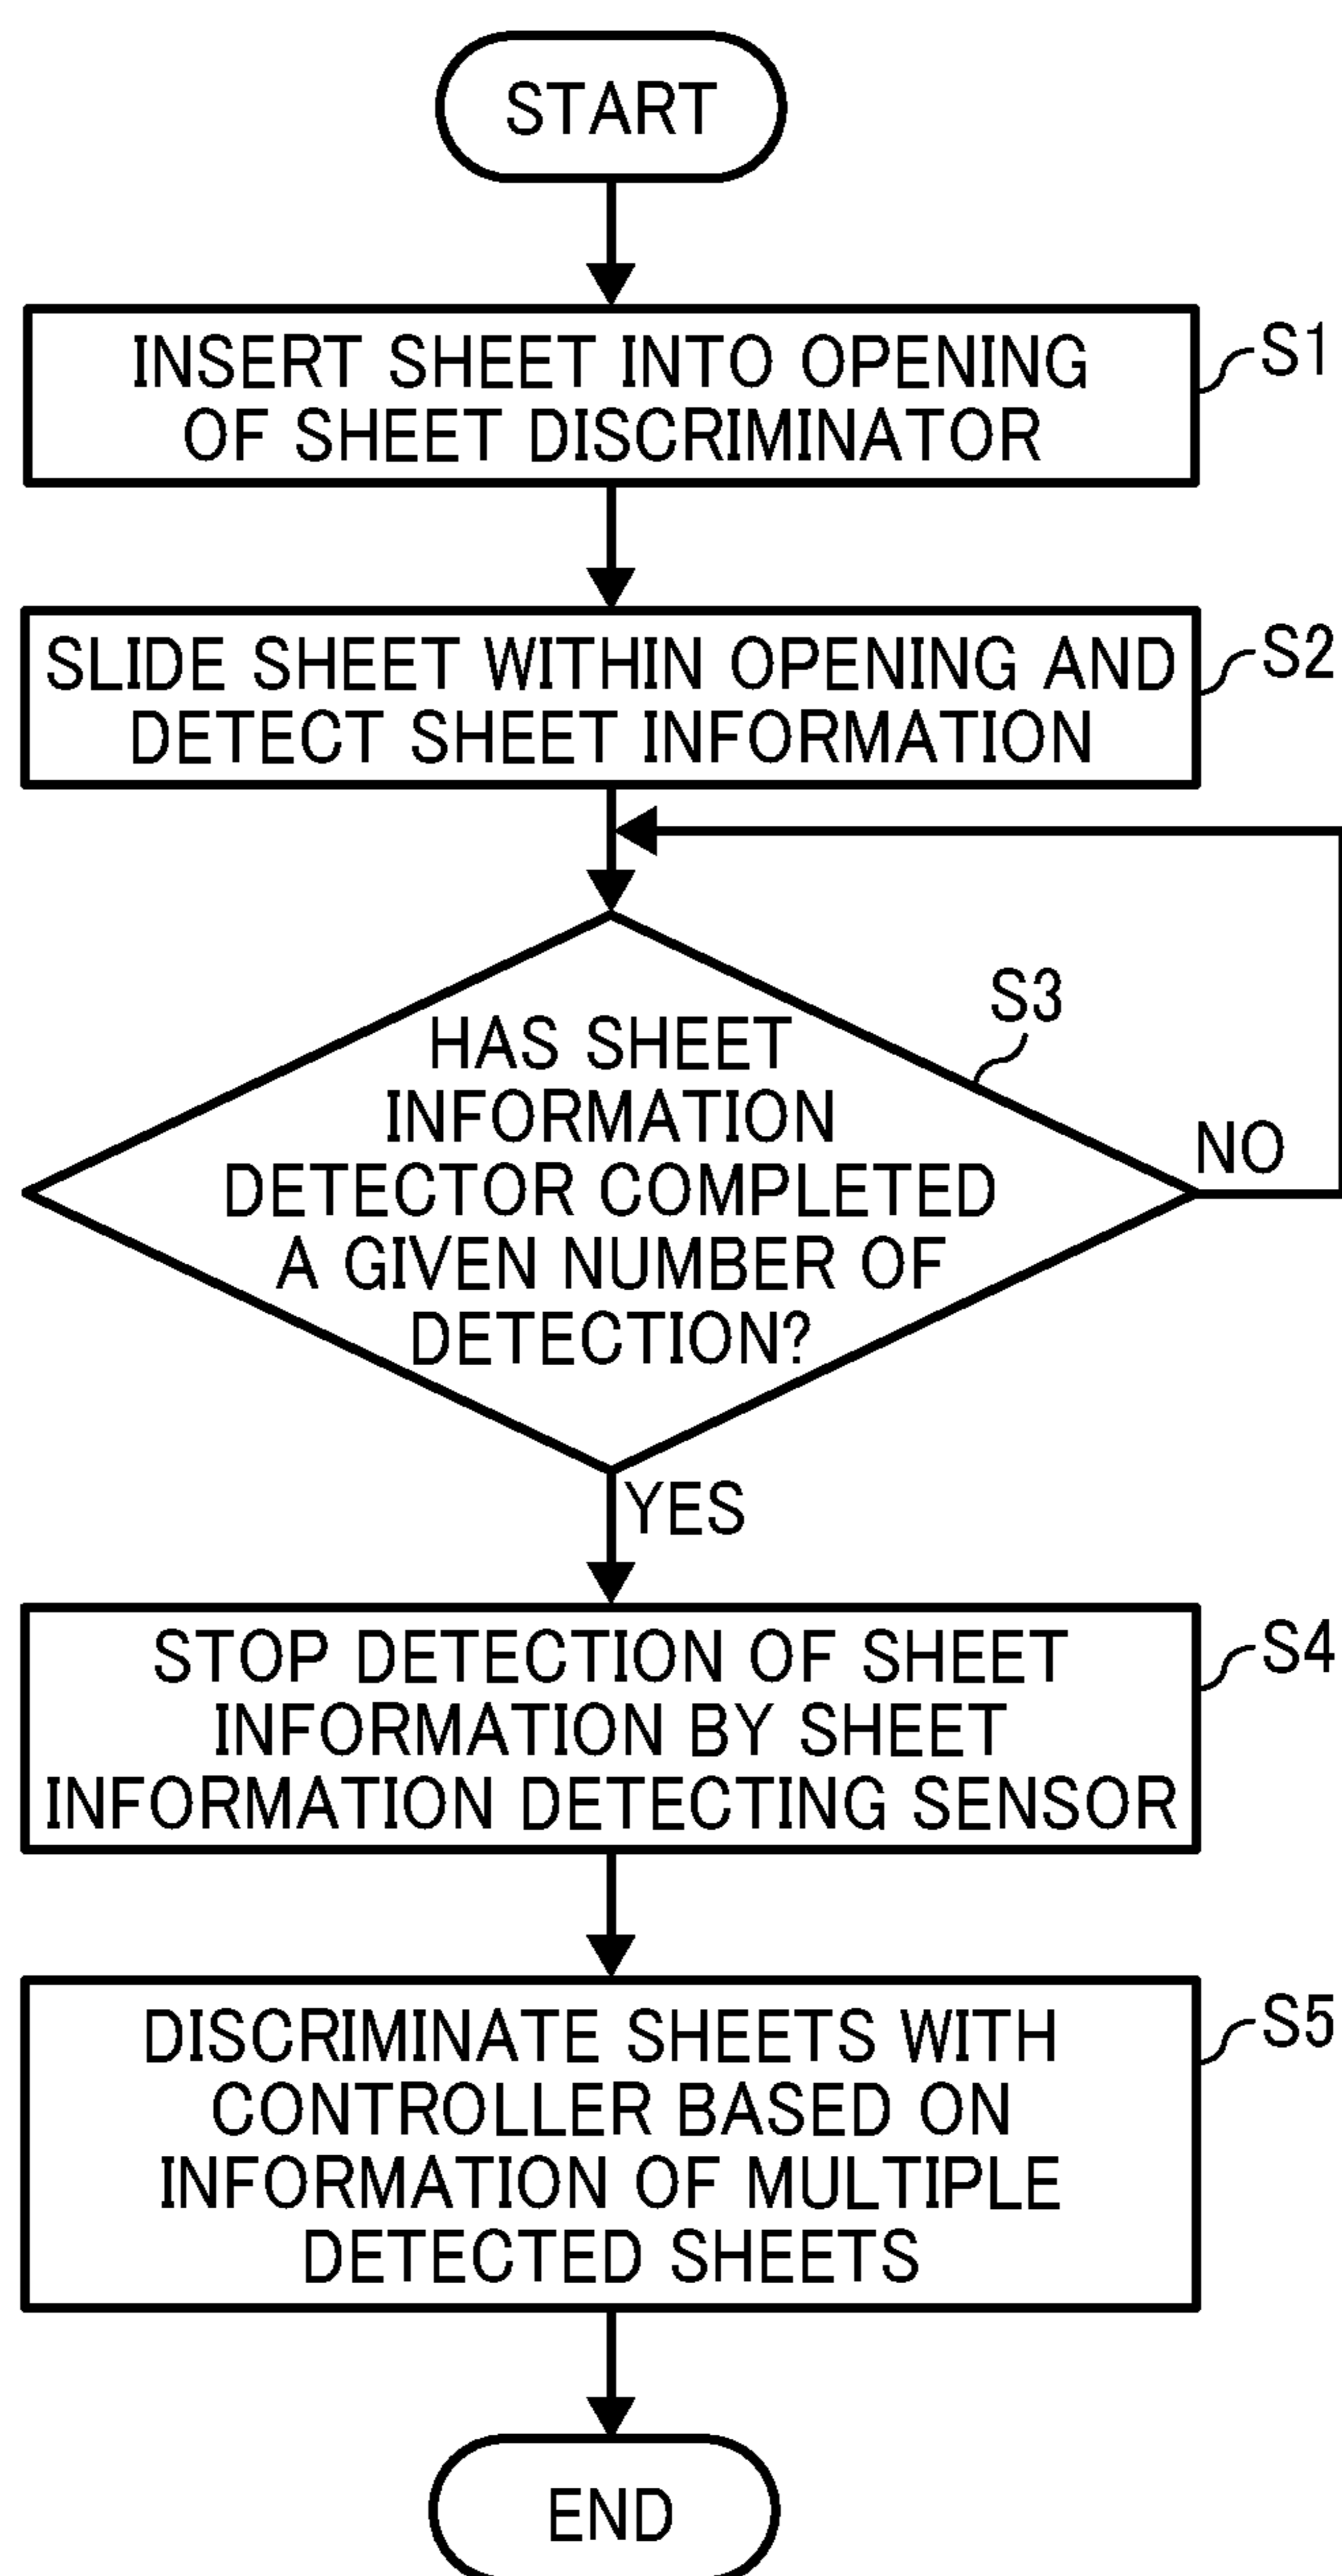 START
INSERT SHEET INTO OPENING
OF SHEET DISCRIMINATOR
S1
SLIDE SHEET WITHIN OPENING AND
DETECT SHEET INFORMATION
S2
HAS SHEET
INFORMATION
DETECTOR COMPLETED
A GIVEN NUMBER OF
DETECTION?
S3
NO
YES
STOP DETECTION OF SHEET
INFORMATION BY SHEET
INFORMATION DETECTING SENSOR
S4
DISCRIMINATE SHEETS WITH
CONTROLLER BASED ON
INFORMATION OF MULTIPLE
DETECTED SHEETS
S5
END